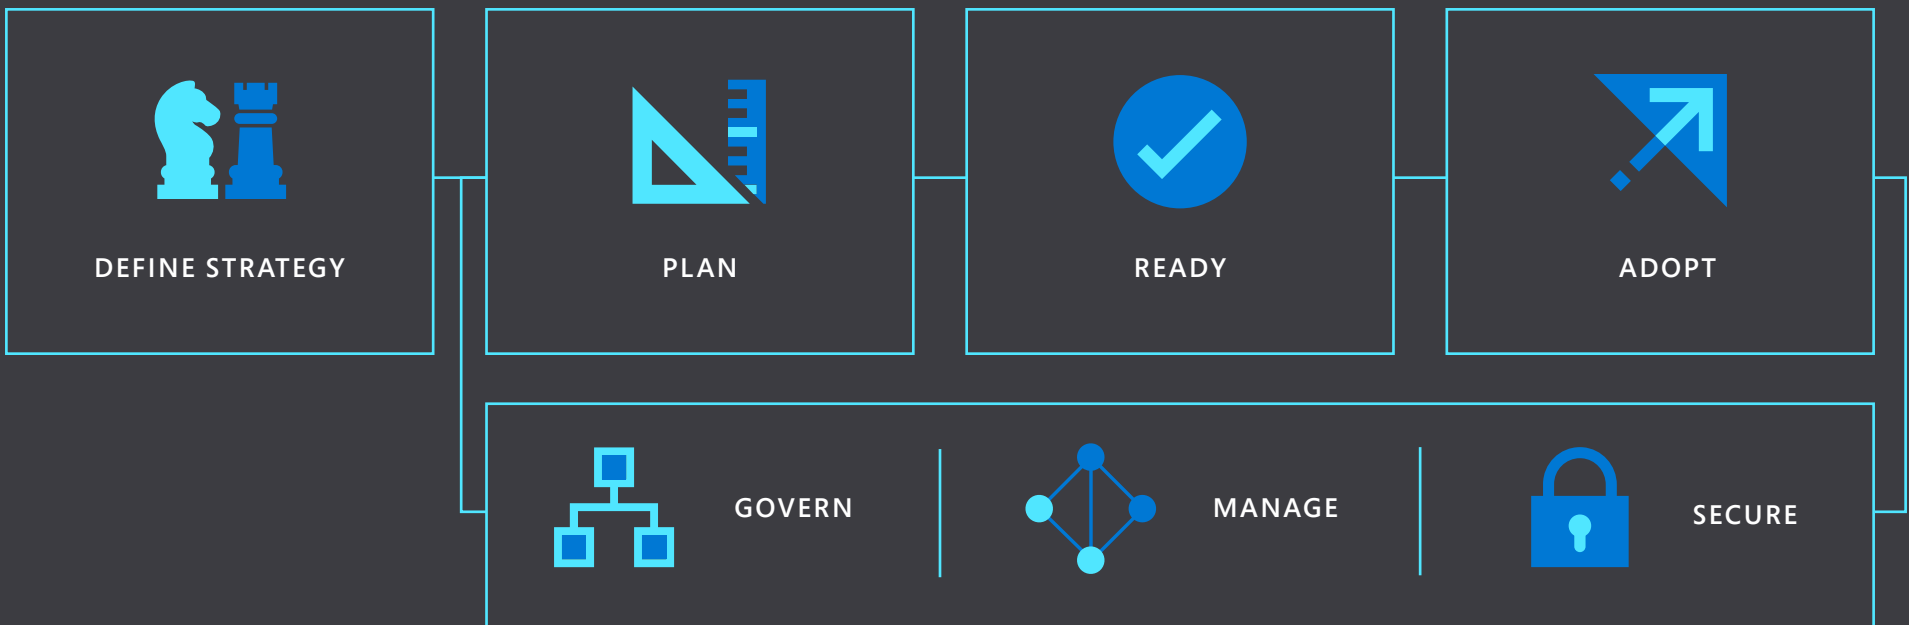 DEFINE STRATEGY
PLAN
READY
ADOPT
GOVERN
MANAGE
SECURE